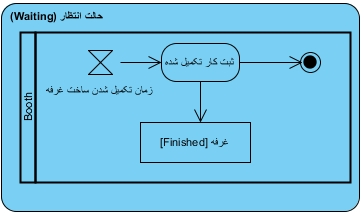 حالت انتظار (Waiting)
Booth
ثبت کار تکمیل شده
زمان تکمیل شدن ساخت غرفه
غرفه [Finished]